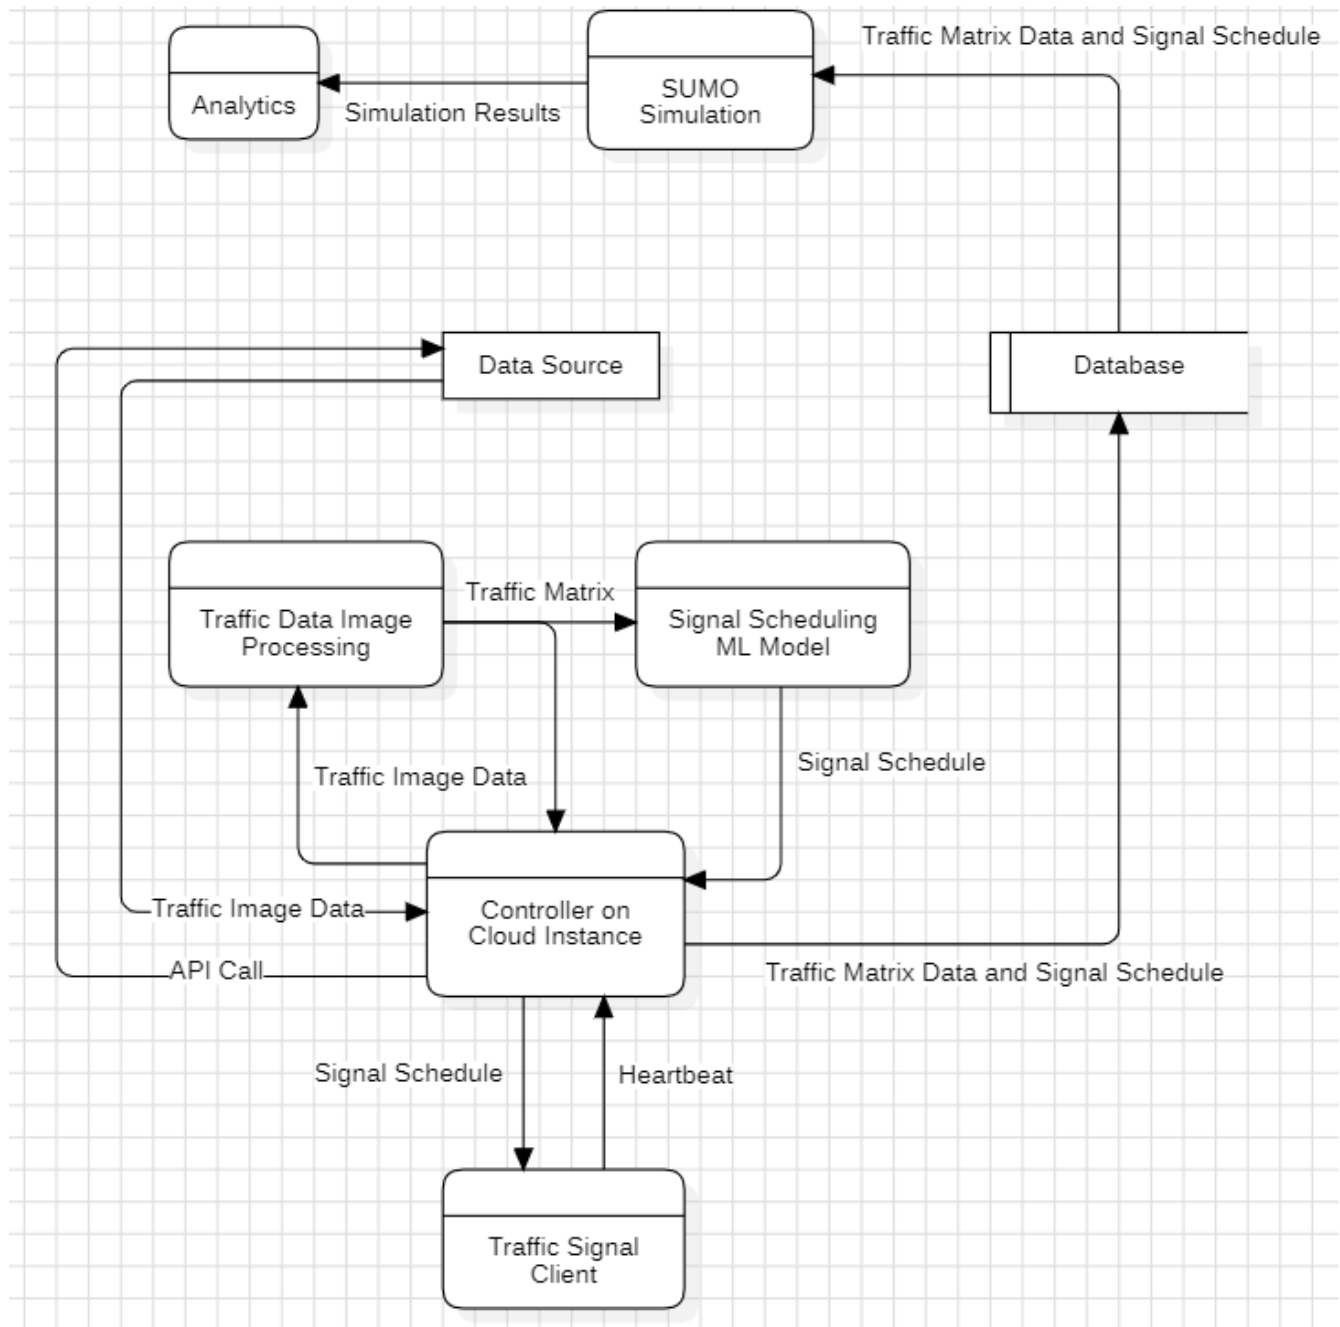 Traffic Matrix Data and Signal Schedule
Analytics
Simulation Results
SUMO
Simulation
Data Source
Database
Traffic Matrix
Traffic Data Image
Processing
Signal Scheduling
ML Model
Signal Schedule
Traffic Image Data
Traffic Image Data
Controller on
Cloud Instance
API Call
Traffic Matrix Data and Signal Schedule
Signal Schedule
Heartbeat
Traffic Signal
Client